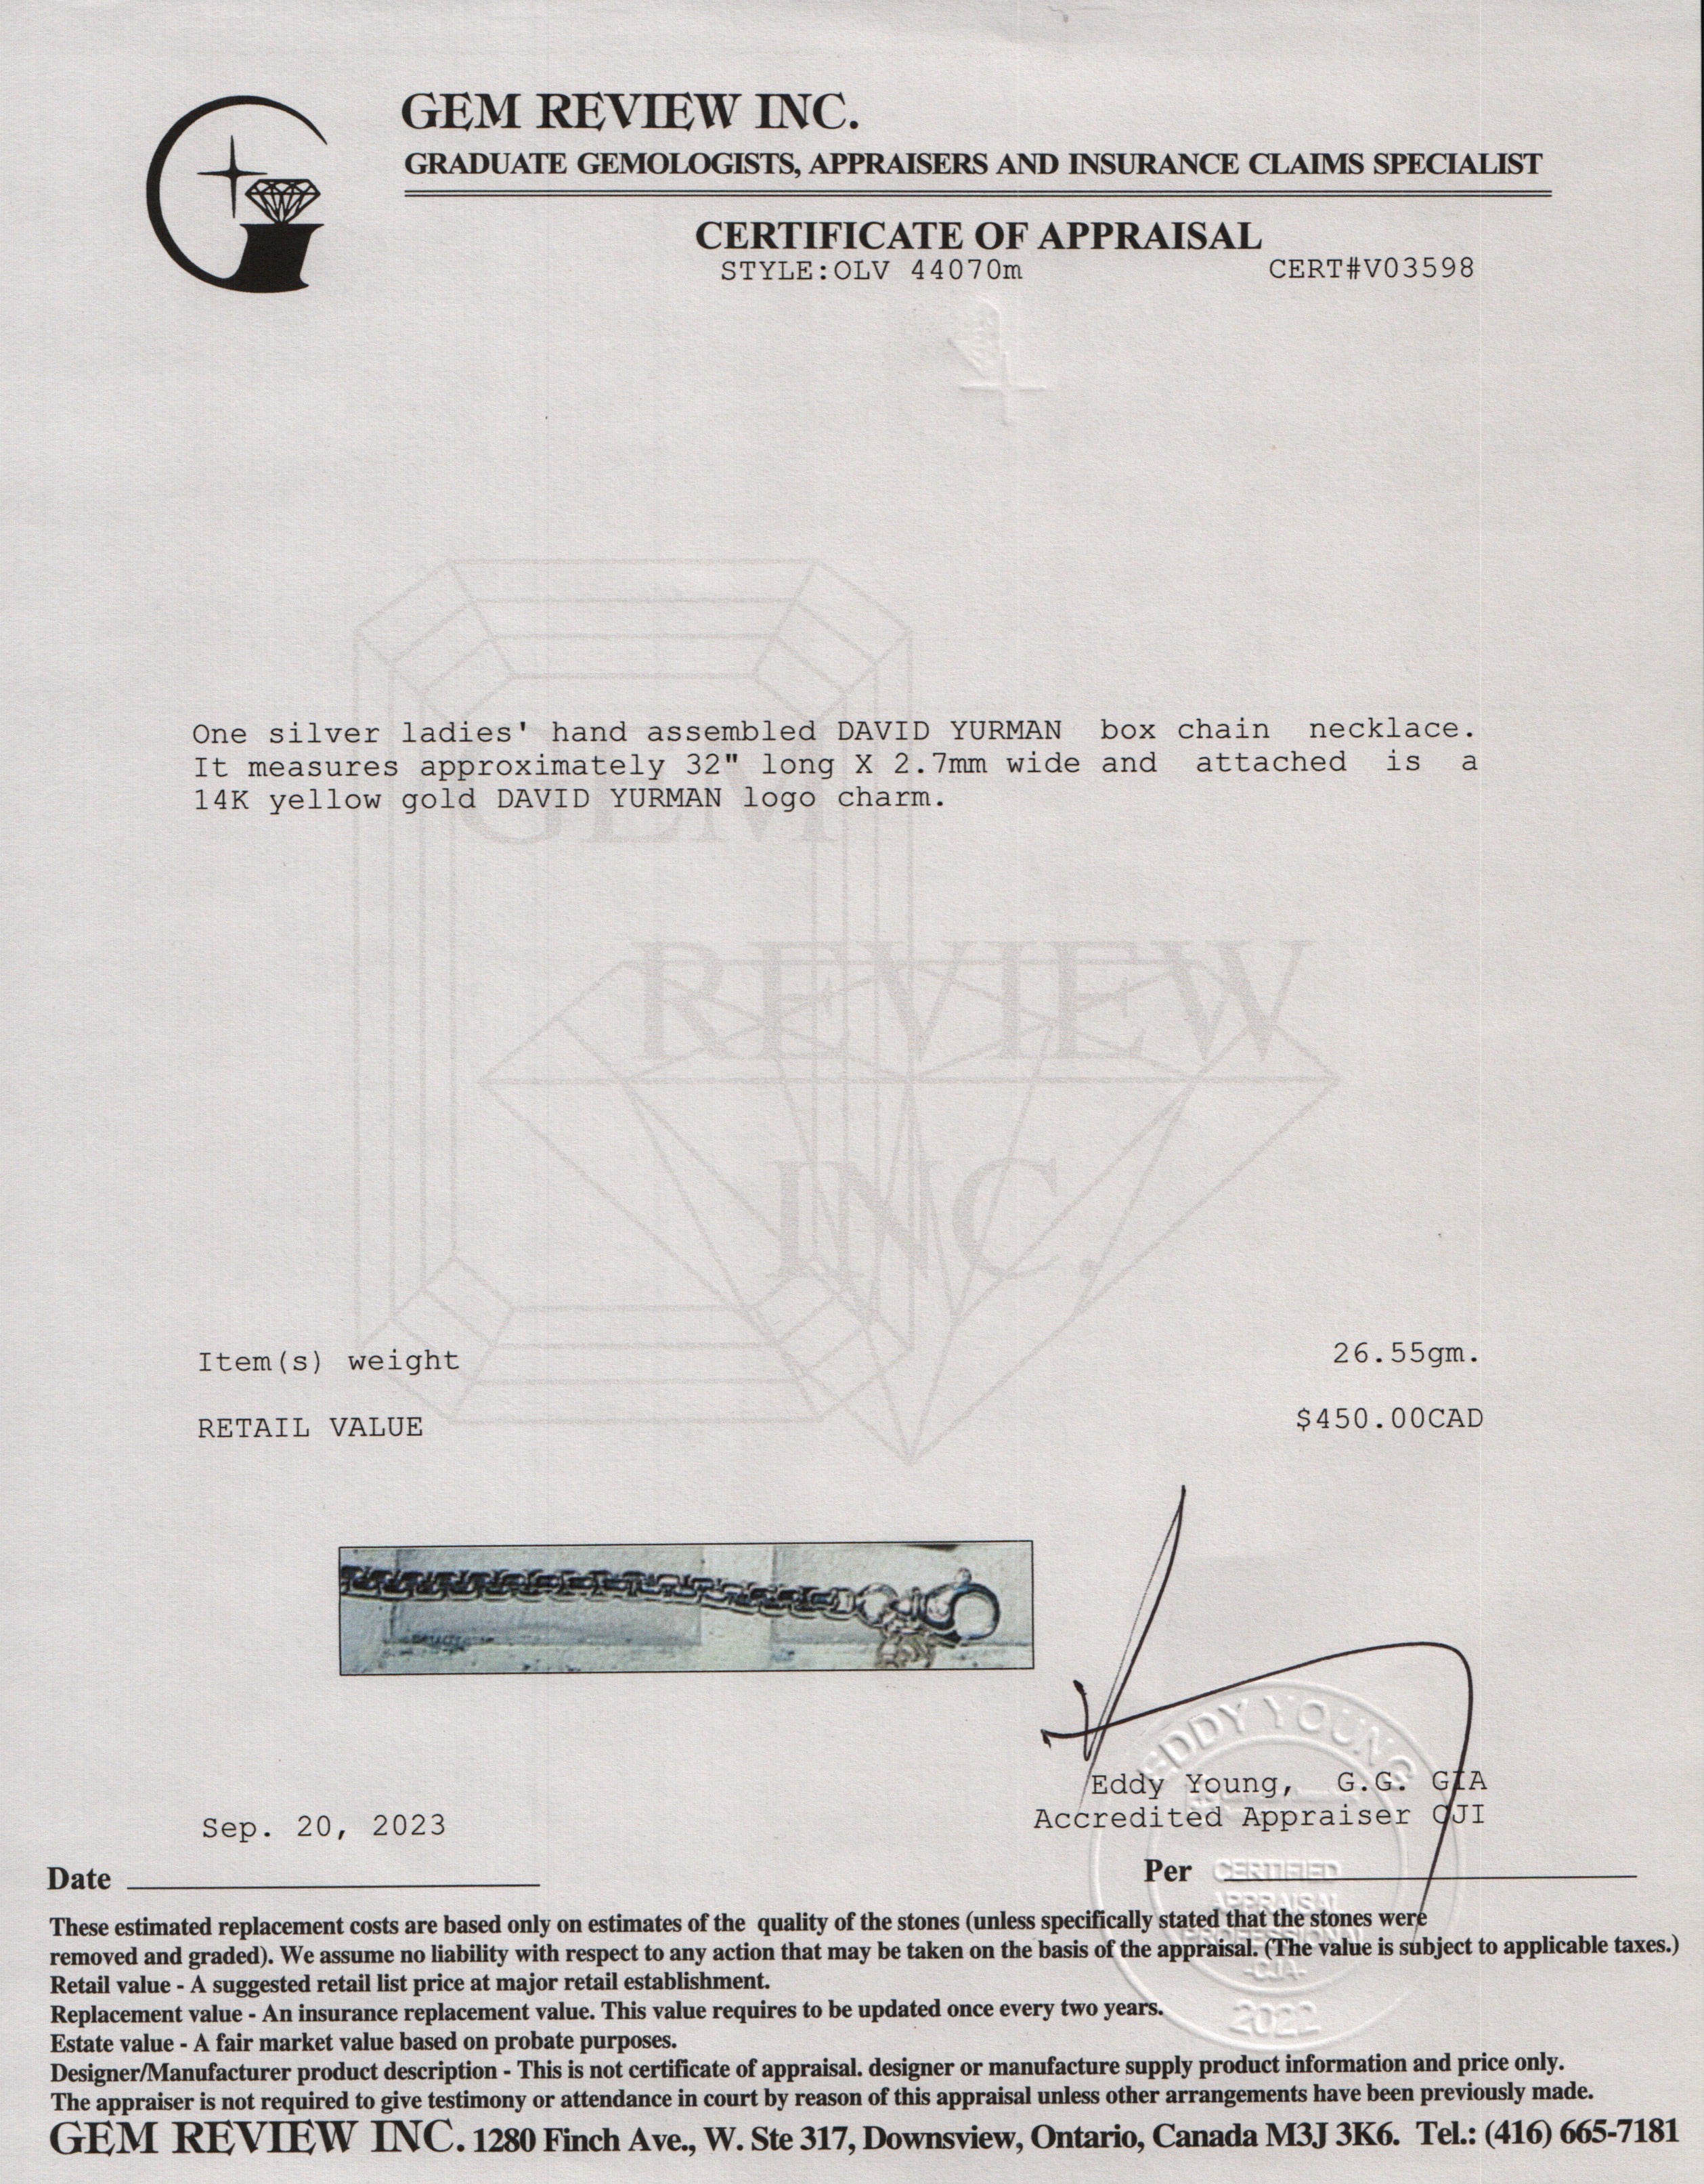 GEM REVIEW INC.
GRADUATE GEMOLOGISTS, APPRAISERS AND INSURANCE CLAIMS SPECIALIST
CERTIFICATE OF APPRAISAL
STYLE:OLV 44070m CERT#V03598
One silver ladies' hand assembled DAVID YURMAN box chain necklace.
It measures approximately 32" long X 2.7mm wide and attached is a
14K yellow gold DAVID YURMAN logo charm.
GEM
REVIEW
INC.
Item(s) weight 26.55gm.
RETAIL VALUE $450.00CAD
EDDY YOUNG
Eddy Young, G.G. GIA
Accredited Appraiser CJI
Sep. 20, 2023
Date
Per
CERTIFIED
APPRAISAL
PROFESSIONAL
-CJA-
2022
These estimated replacement costs are based only on estimates of the quality of the stones (unless specifically stated that the stones were
removed and graded). We assume no liability with respect to any action that may be taken on the basis of the appraisal. (The value is subject to applicable taxes.)
Retail value - A suggested retail list price at major retail establishment.
Replacement value - An insurance replacement value. This value requires to be updated once every two years.
Estate value - A fair market value based on probate purposes.
Designer/Manufacturer product description - This is not certificate of appraisal. designer or manufacture supply product information and price only.
The appraiser is not required to give testimony or attendance in court by reason of this appraisal unless other arrangements have been previously made.
GEM REVIEW INC. 1280 Finch Ave., W. Ste 317, Downsview, Ontario, Canada M3J 3K6. Tel.: (416) 665-7181